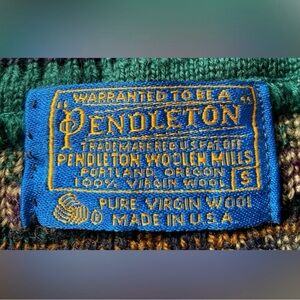 WARRANTED TO BE A
"PENDLETON"
TRADEMARK REG U.S. PAT. OFF.
PENDLETON WOOLEN MILLS
PORTLAND, OREGON
100% VIRGIN WOOL S
PURE VIRGIN WOOL
MADE IN U.S.A.